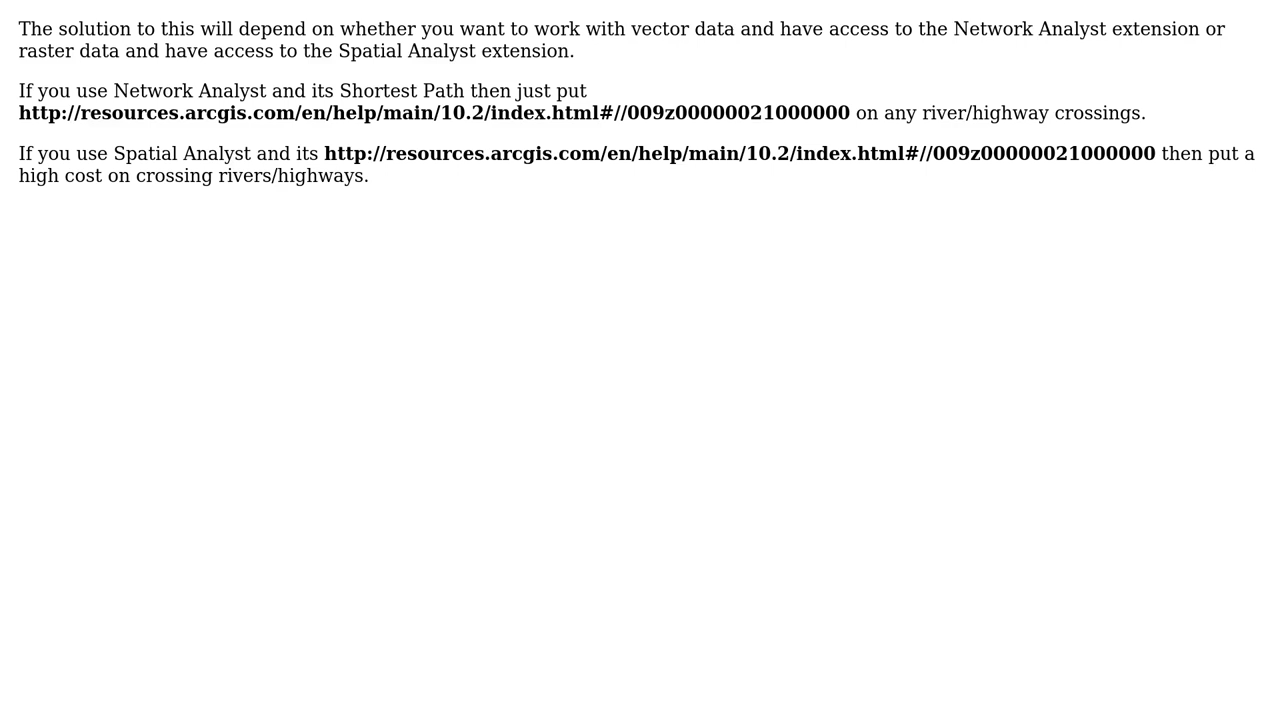 The solution to this will depend on whether you want to work with vector data and have access to the Network Analyst extension or
raster data and have access to the Spatial Analyst extension.
If you use Network Analyst and its Shortest Path then just put
http://resources.arcgis.com/en/help/main/10.2/index.html#//009z00000021000000 on any river/highway crossings.
If you use Spatial Analyst and its http://resources.arcgis.com/en/help/main/10.2/index.html#//009z00000021000000 then put a
high cost on crossing rivers/highways.